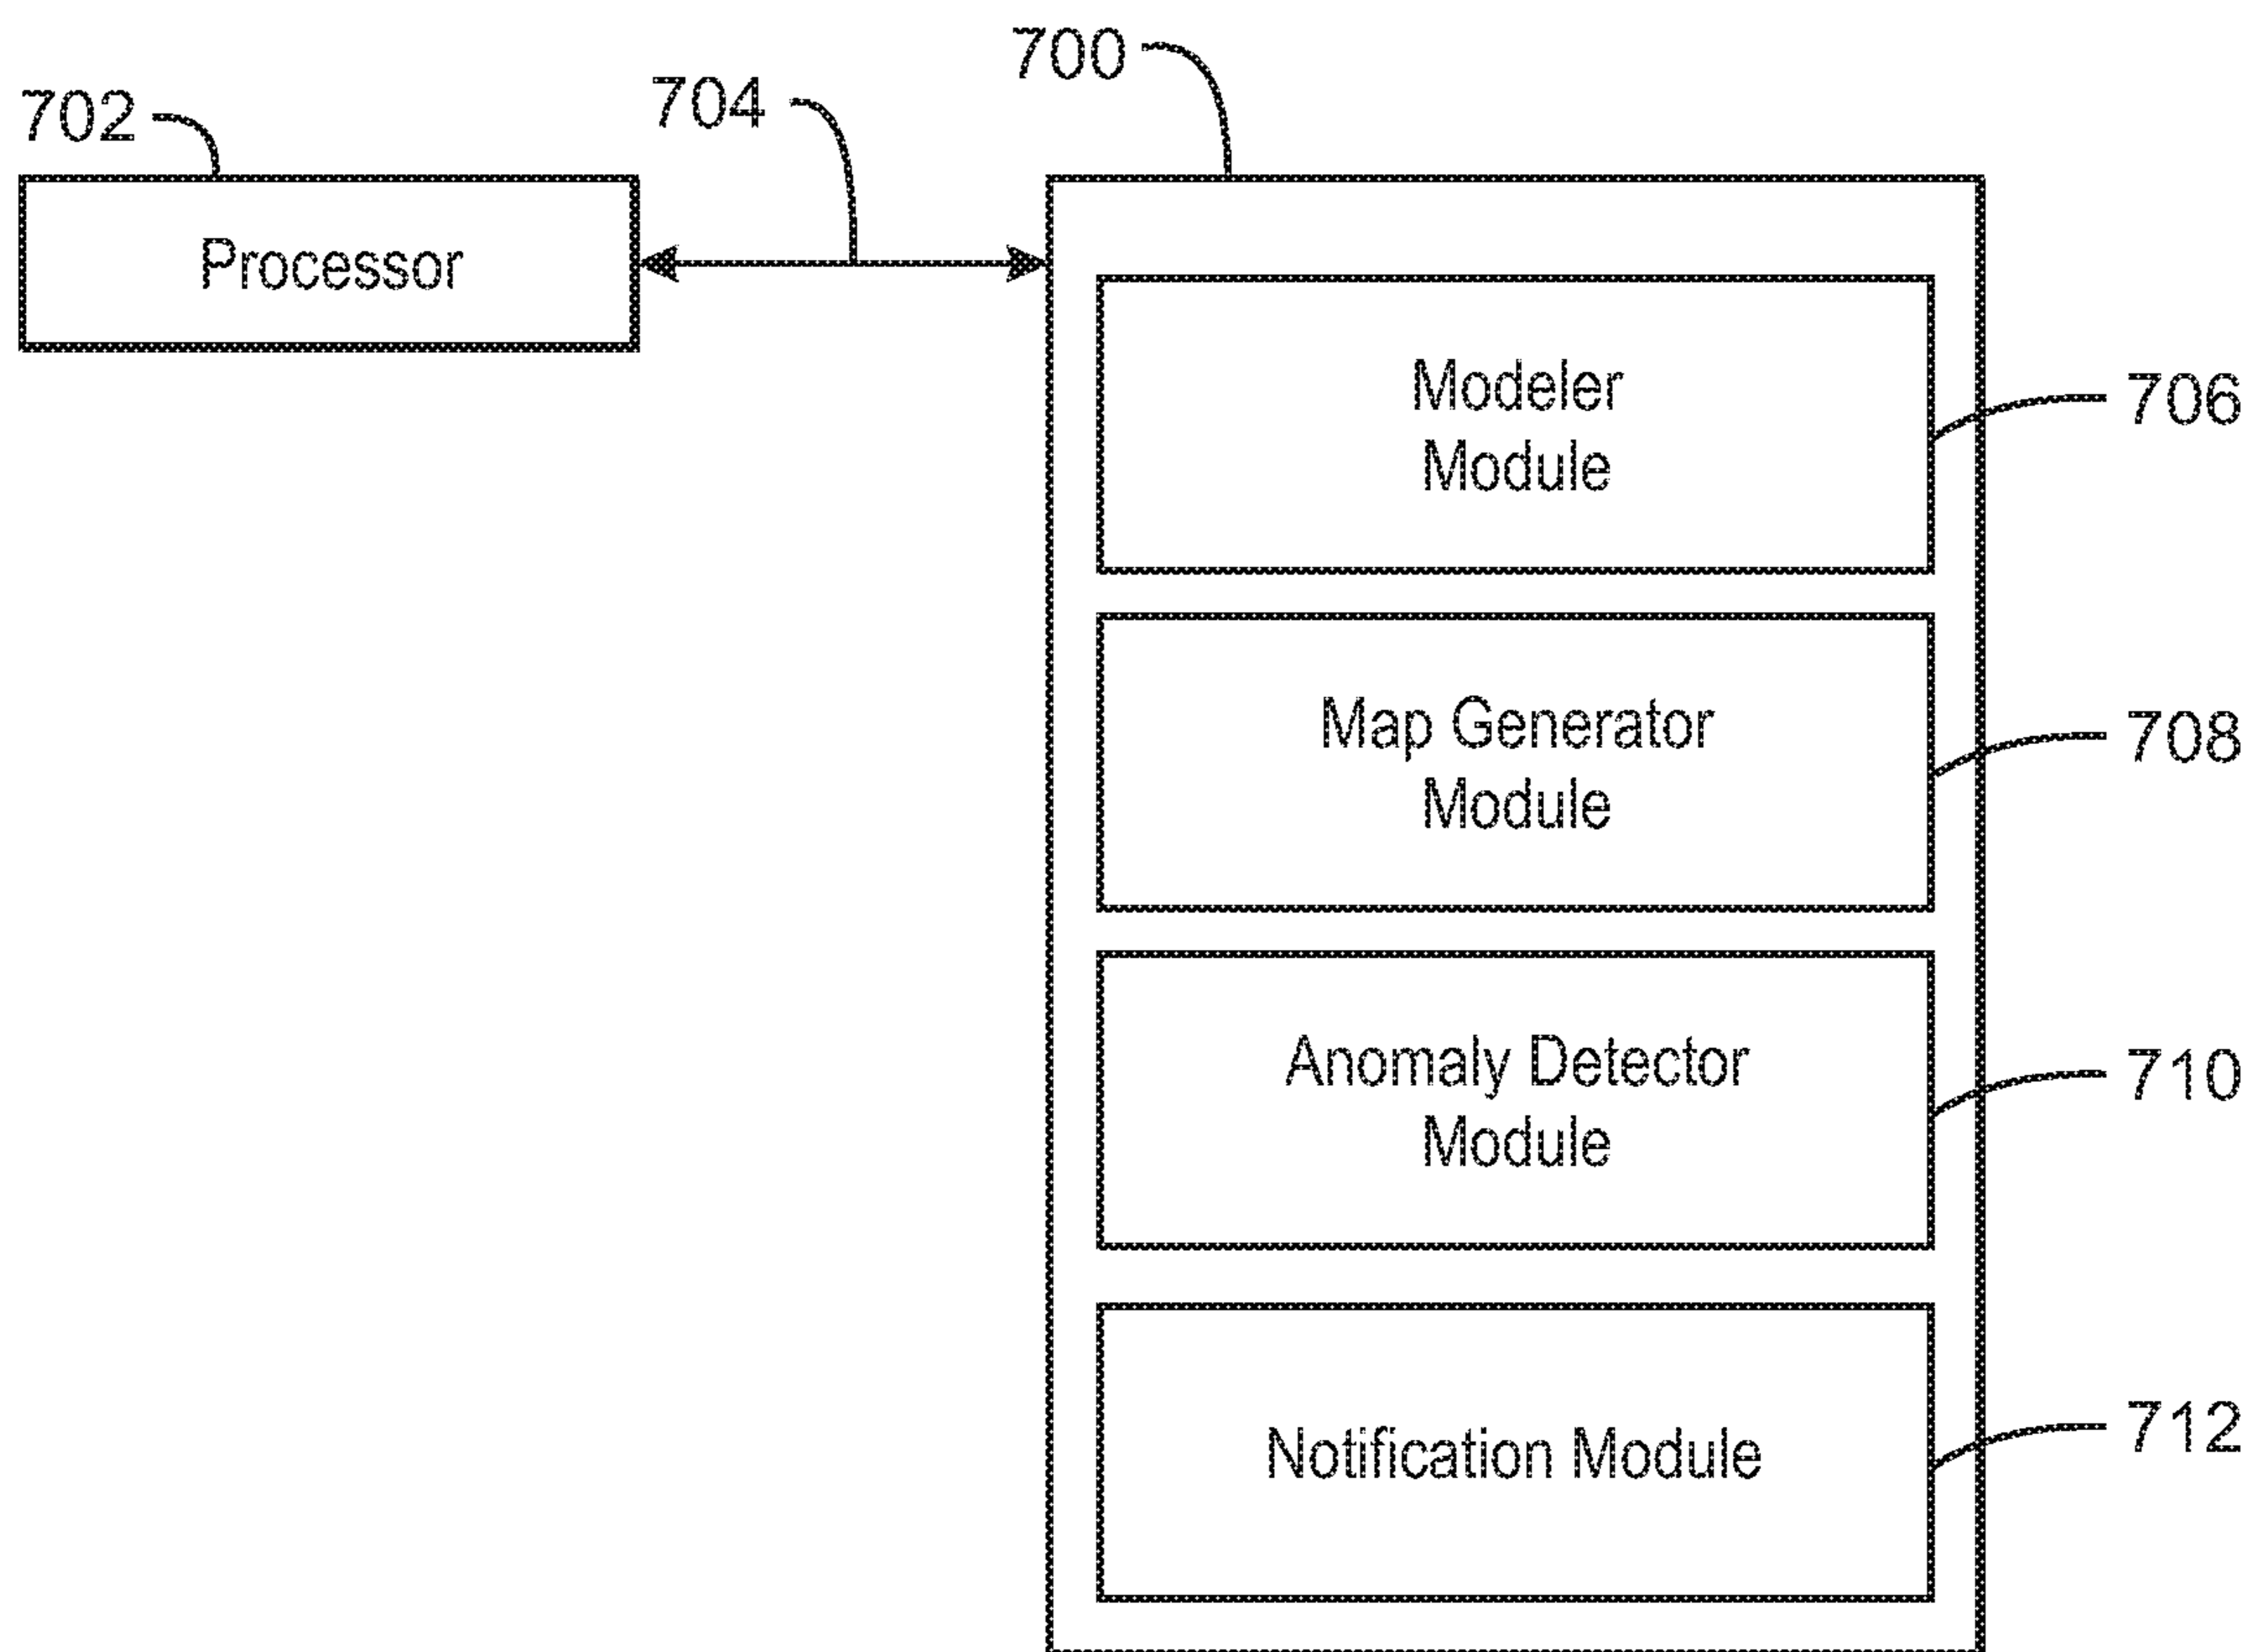 700
704
702
Processor
Modeler
Module
706
Map Generator
Module
708
Anomaly Detector
Module
710
Notification Module
712